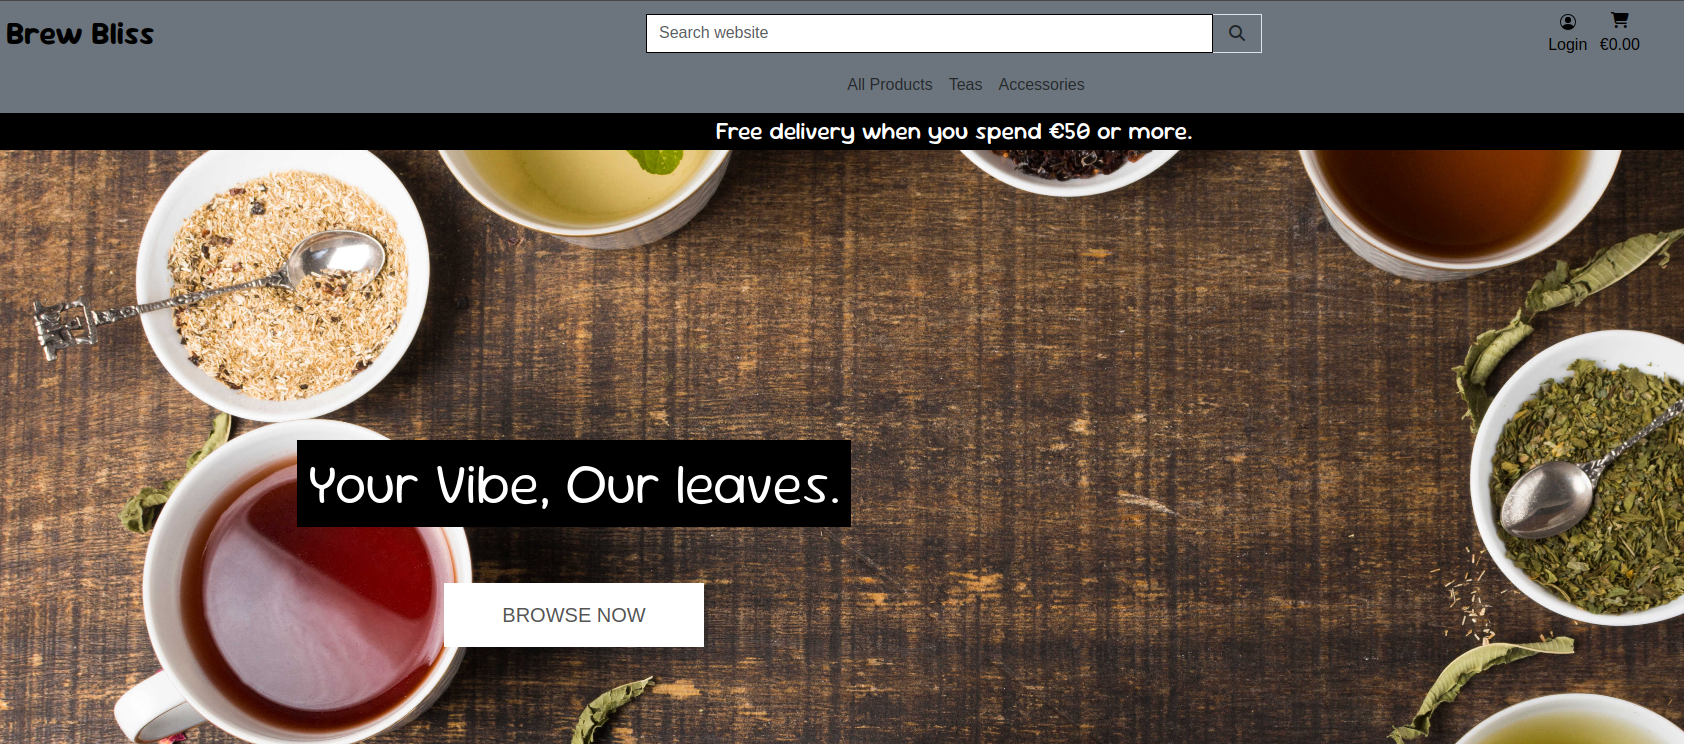 Brew Bliss
Search website
Login €0.00
All Products Teas Accessories
Free delivery when you spend €50 or more.
Your Vibe, Our leaves.
BROWSE NOW